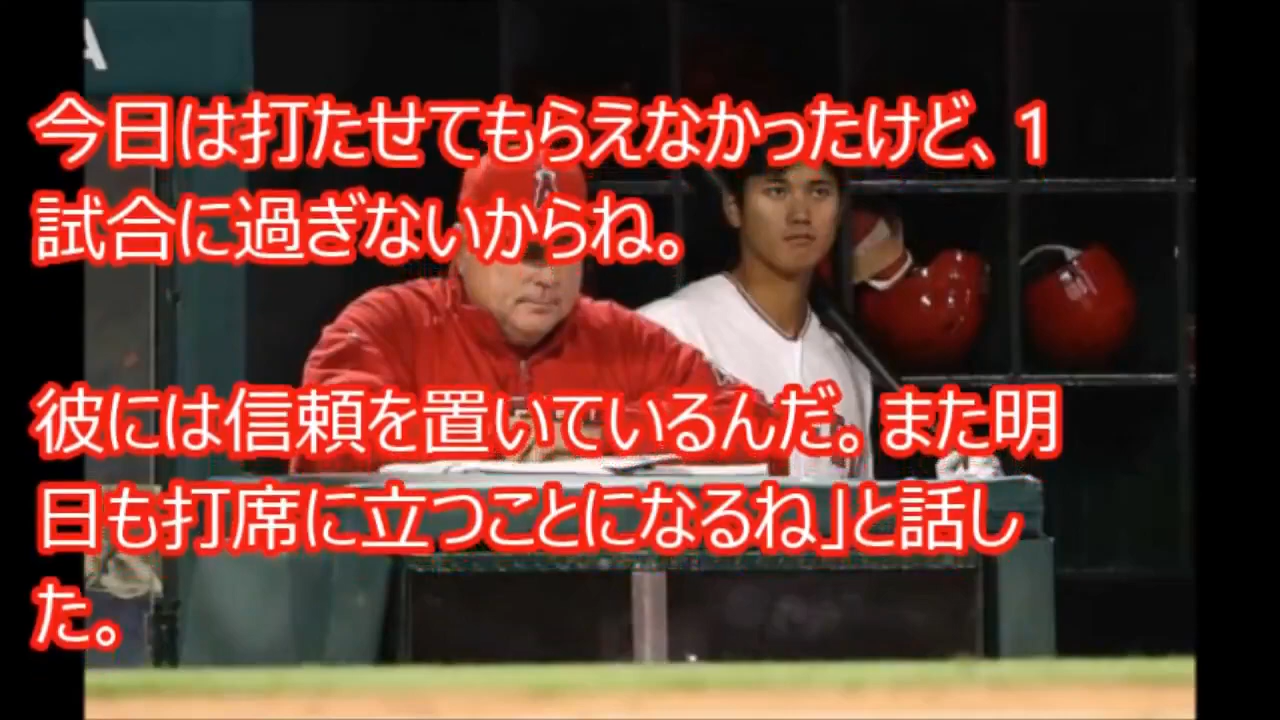 A
今日は打たせてもらえなかったけど、1
試合に過ぎないからね。
彼には信頼を置いているんだ。また明
日も打席に立つことになるね」と話し
た。